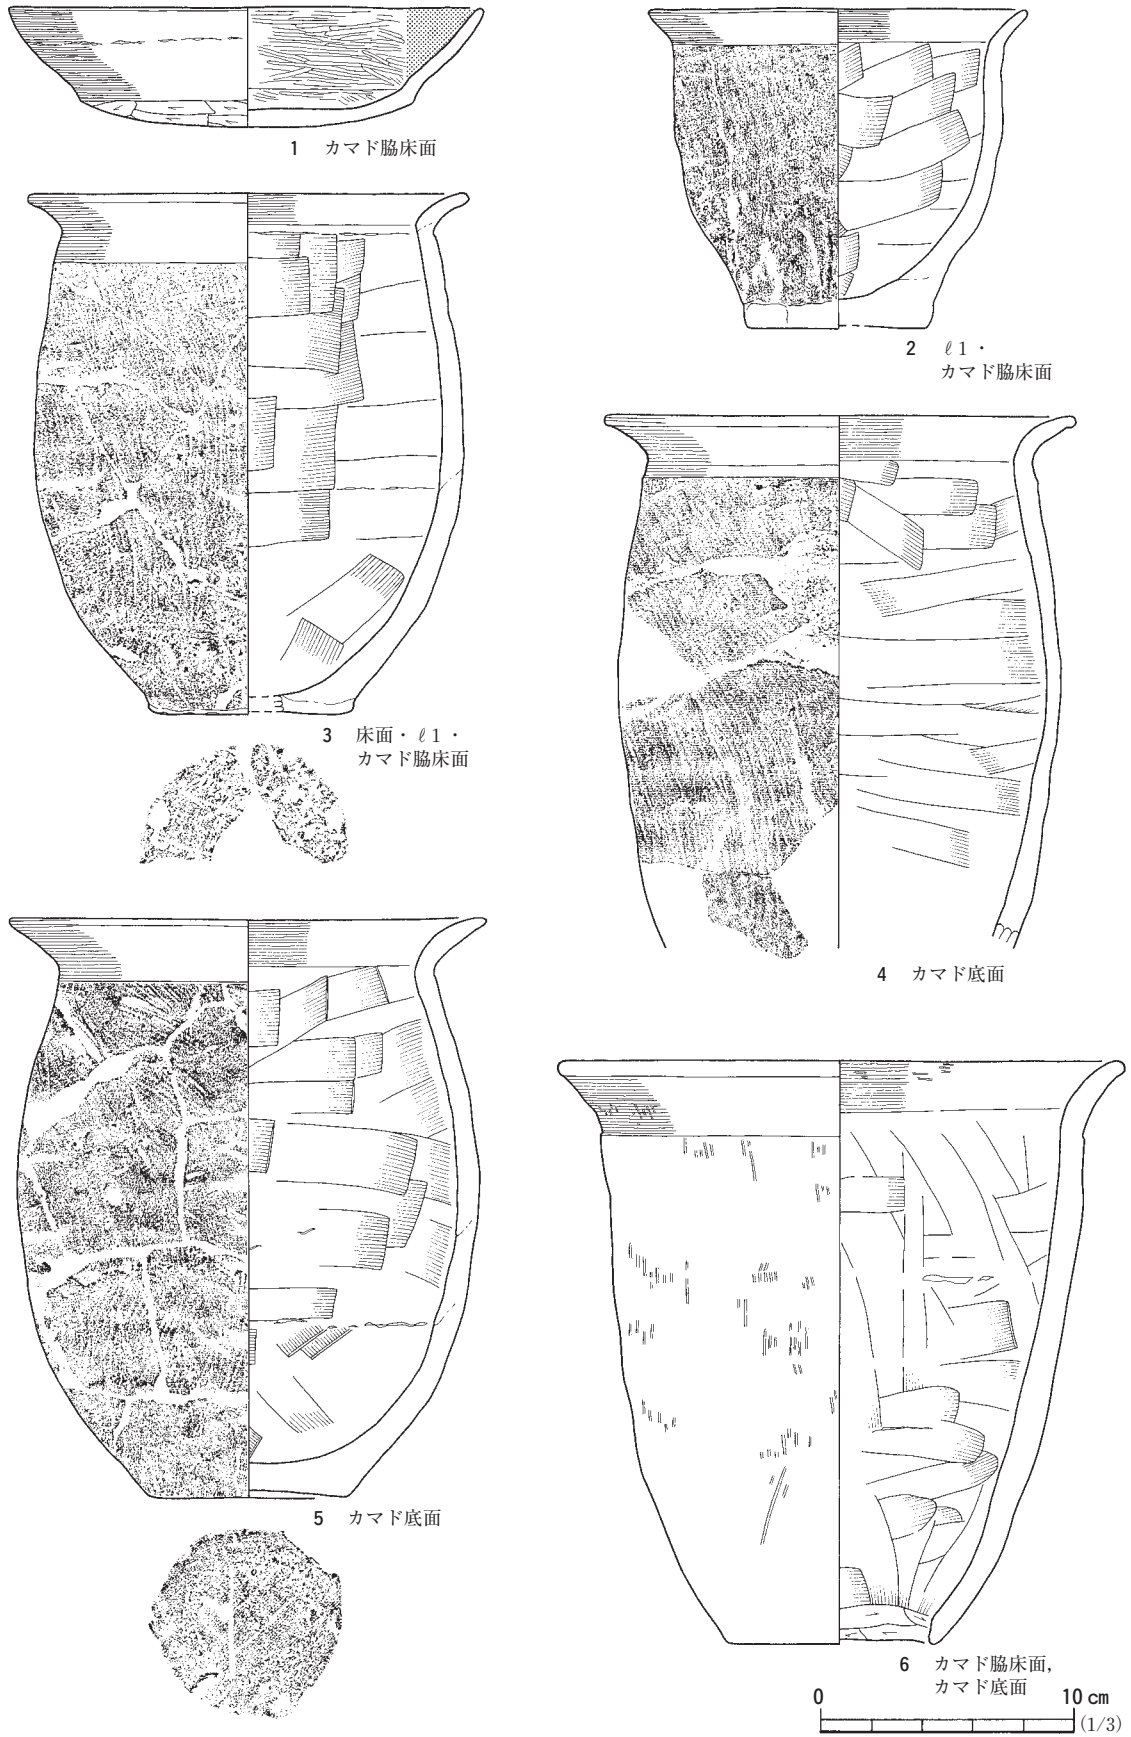 1 カマド脇床面
2 ℓ1・
カマド脇床面
3 床面・ℓ1・
カマド脇床面
4 カマド底面
5 カマド底面
6 カマド脇床面,
カマド底面
0 10 cm
(1/3)